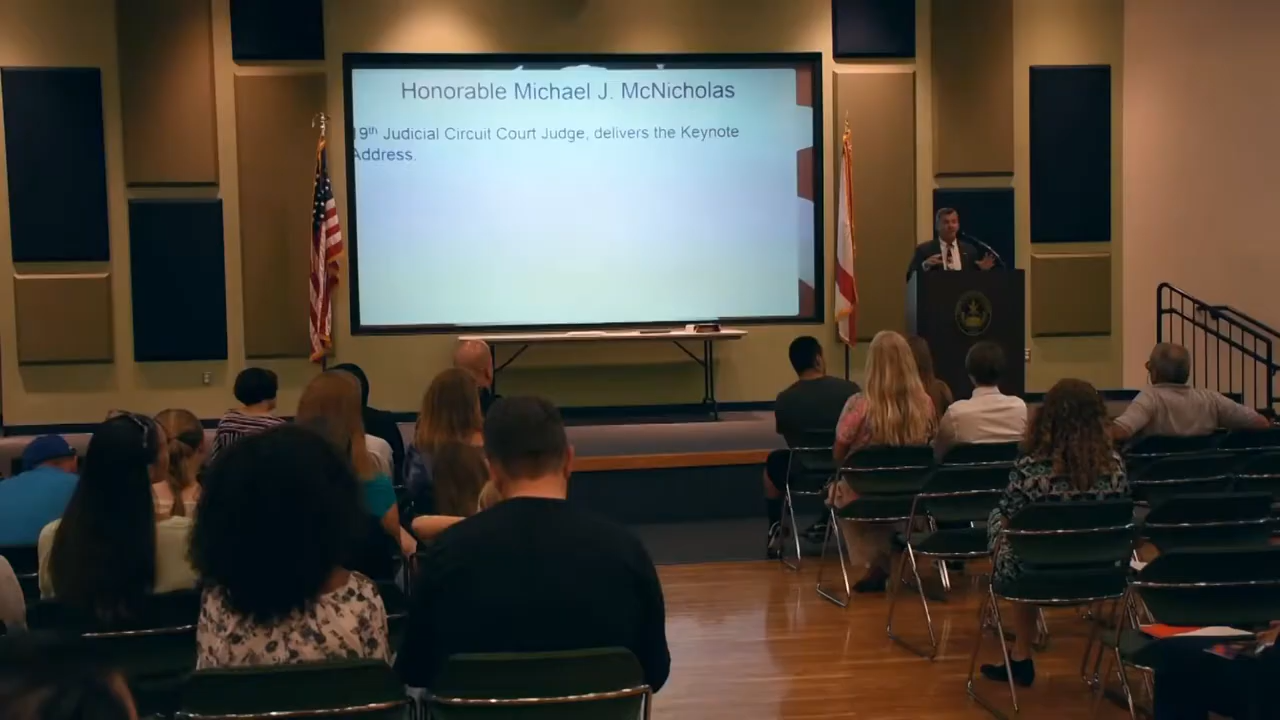 Honorable Michael J. McNicholas
19th Judicial Circuit Court Judge, delivers the Keynote
Address.